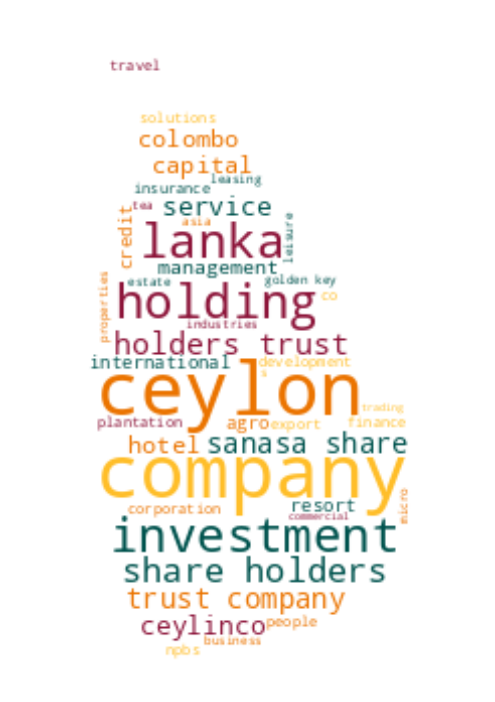 travel
solutions
colombo
capital
leasing
insurance
tea
service
credit
asia
leisure
lanka
management
estate
golden key
properties
holding
co
industries
holders trust
international
development
s
ceylon
trading
plantation
agro
export
finance
hotel
sanasa share
company
micro
corporation
resort
commercial
investment
share holders
trust company
ceylinco
people
business
npbs